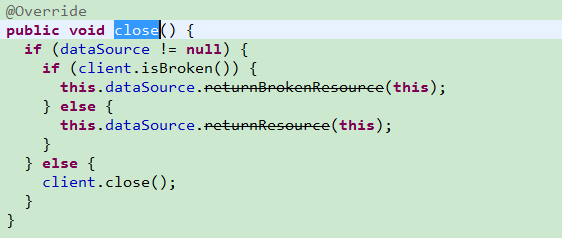 @Override
public void close() {
if (dataSource != null) {
if (client.isBroken()) {
this.dataSource.returnBrokenResource(this);
} else {
this.dataSource.returnResource(this);
}
} else {
client.close();
}
}